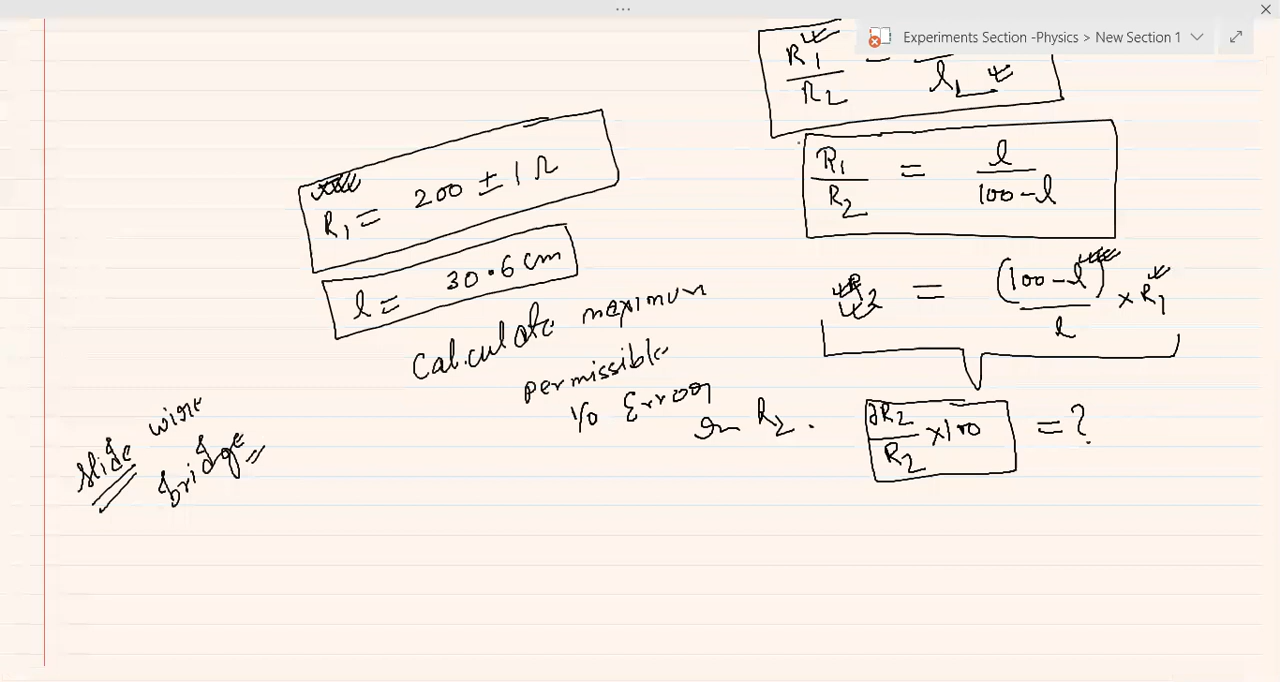 Experiments Section -Physics > New Section 1
R₁/R₂ = /l₁
R₁/R₂ = l/(100-l)
R₁ = 200 ± 1 Ω
l = 30.6 cm
R₂ = (100-l)/l × R₁
Calculate maximum
permissible
% Error
in R₂.
∂R₂/R₂ × 100 = ?
slide wire
bridge